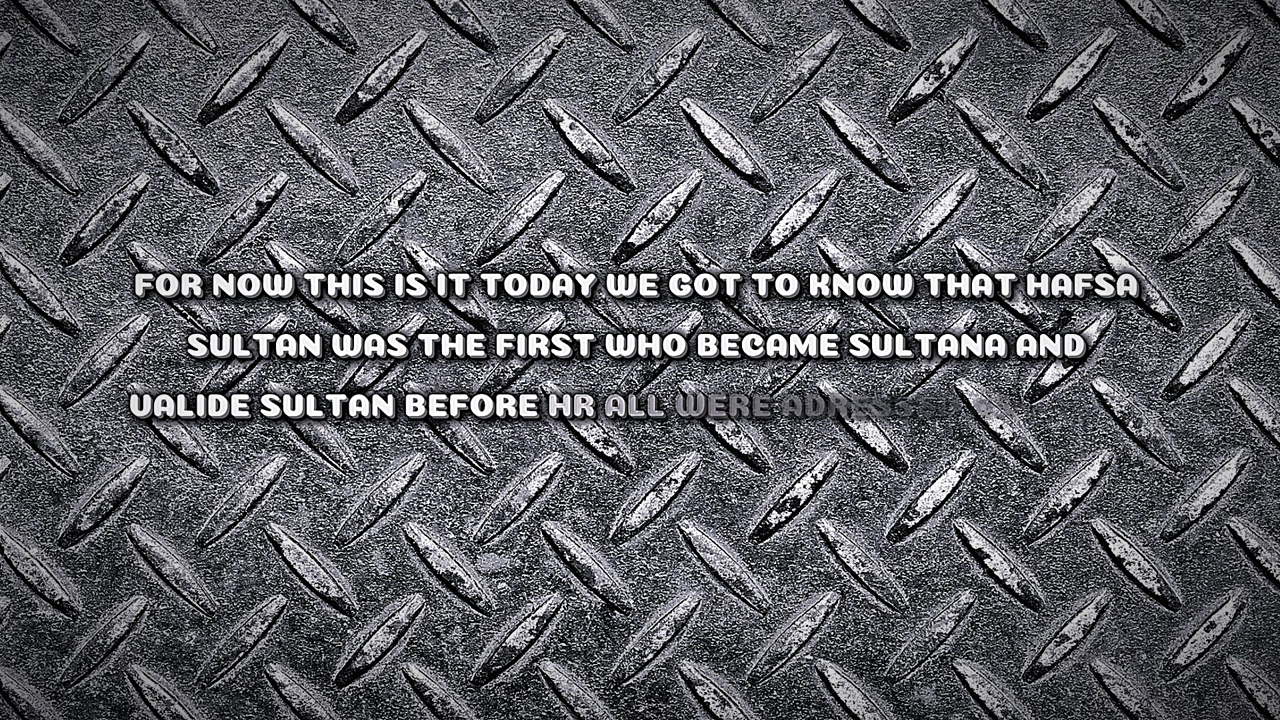 FOR NOW THIS IS IT TODAY WE GOT TO KNOW THAT HAFSA
SULTAN WAS THE FIRST WHO BECAME SULTANA AND
VALIDE SULTAN BEFORE HR ALL WERE